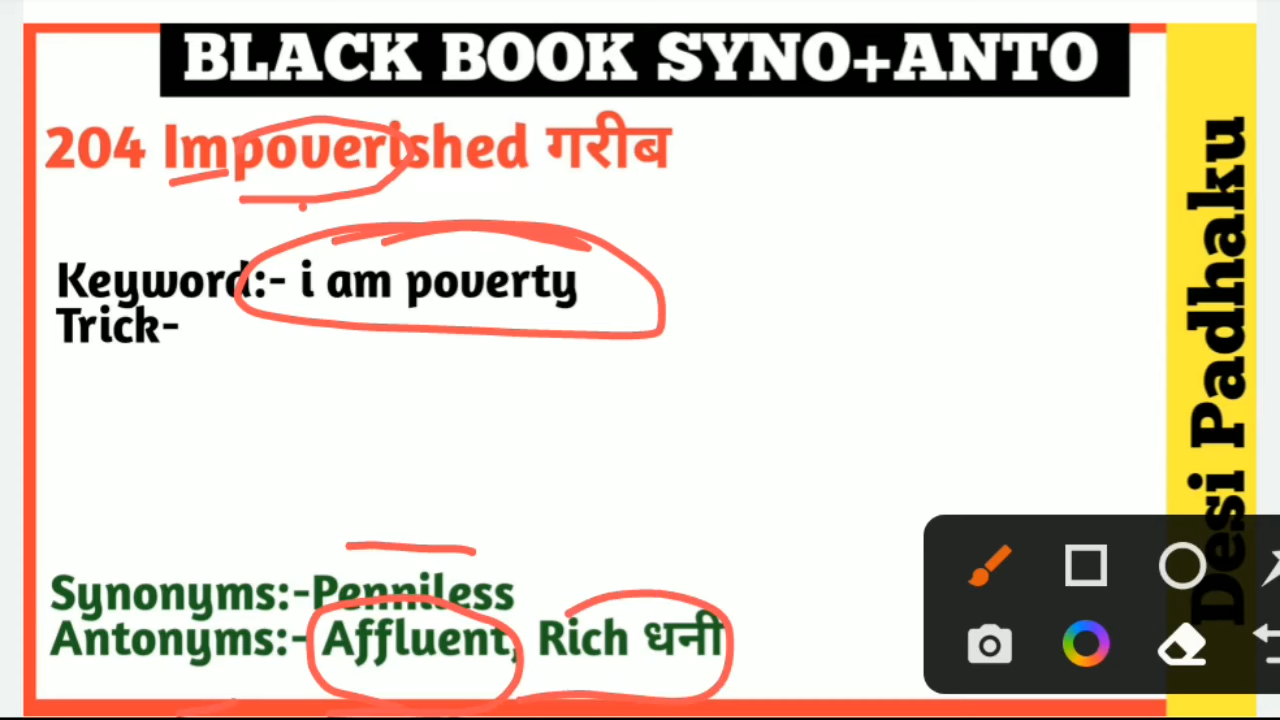 BLACK BOOK SYNO+ANTO
204 Impoverished गरीब
Keyword:- i am poverty
Trick-
Synonyms:-Penniless
Antonyms:- Affluent, Rich धनी
Desi Padhaku